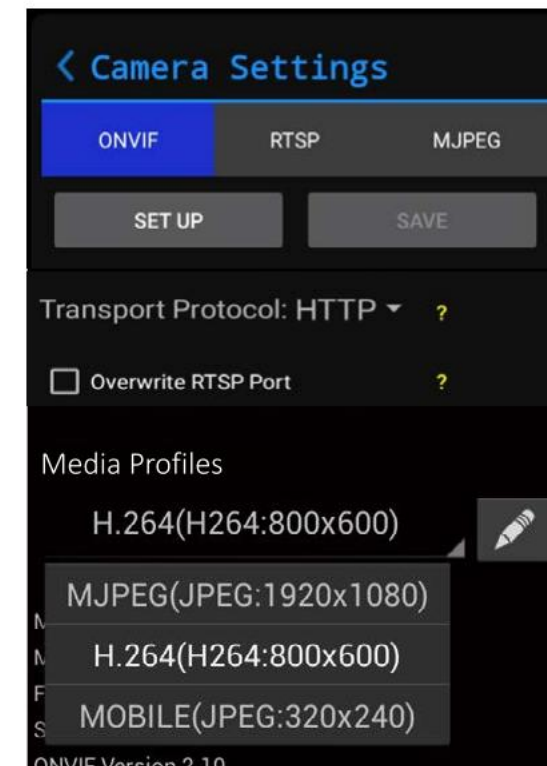 Camera Settings
ONVIF RTSP MJPEG
SET UP SAVE
Transport Protocol: HTTP ?
Overwrite RTSP Port ?
Media Profiles
H.264(H264:800x600)
MJPEG(JPEG:1920x1080)
H.264(H264:800x600)
MOBILE(JPEG:320x240)
ONVIF Version 2.10